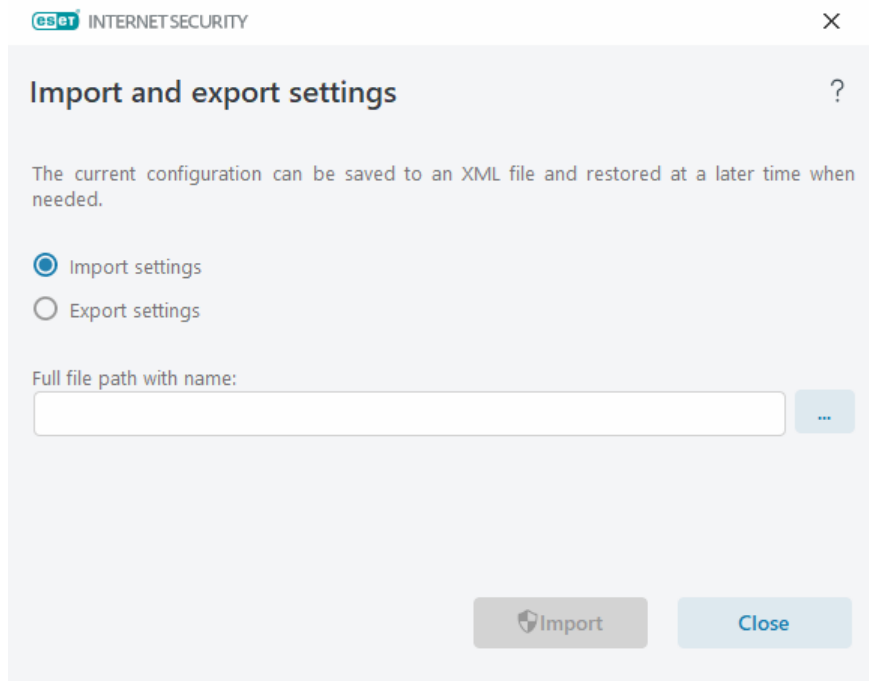 eset INTERNET SECURITY
Import and export settings
?
The current configuration can be saved to an XML file and restored at a later time when
needed.
Import settings
Export settings
Full file path with name:
...
Import
Close